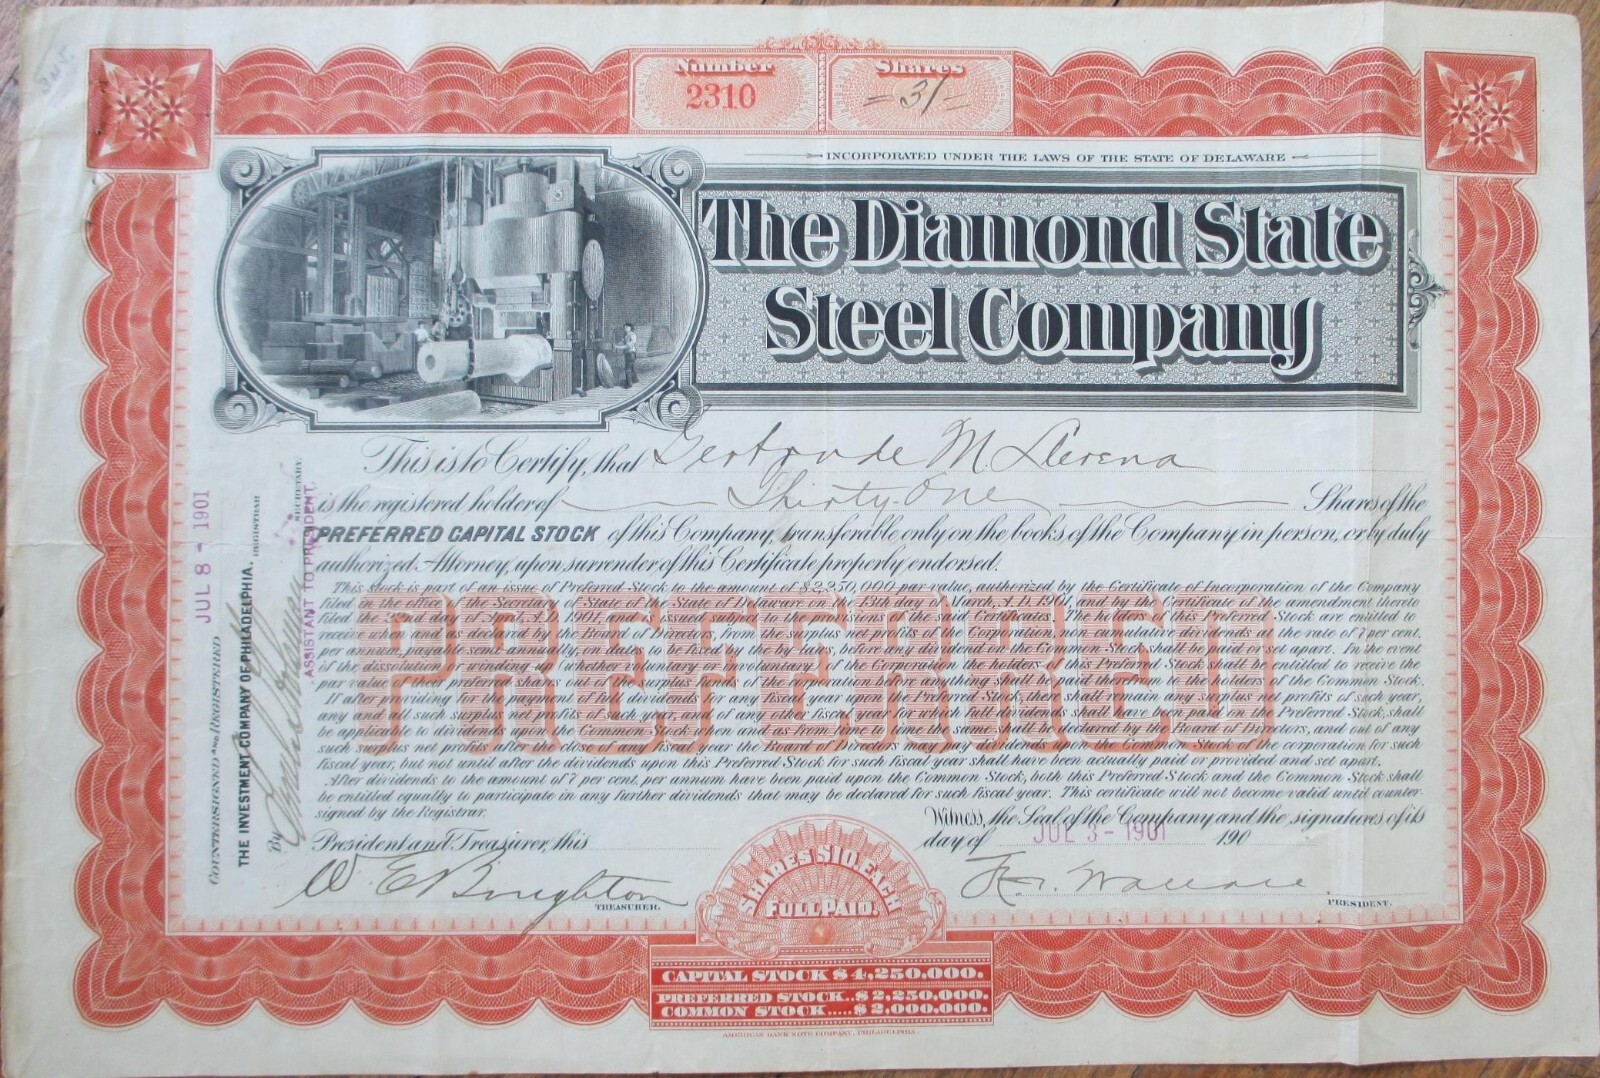 Number
2310
Shares
= 31 =
INCORPORATED UNDER THE LAWS OF THE STATE OF DELAWARE
The Diamond State
Steel Company
This is to Certify, that Gertrude M. Llerena
is the registered holder of Thirty-One Shares of the
PREFERRED CAPITAL STOCK of this Company, transferable only on the books of the Company in person, or by duly
authorized Attorney, upon surrender of this Certificate properly endorsed.
This stock is part of an issue of Preferred Stock to the amount of $2,250,000 par value, authorized by the Certificate of Incorporation of the Company
filed in the office of the Secretary of State of the State of Delaware on the 13th day of March, A.D. 1901, and by the Certificate of the amendment thereto
filed the 22nd day of April, A.D. 1901, and is issued subject to the provisions of the said Certificates. The holders of this Preferred Stock are entitled to
receive when and as declared by the Board of Directors, from the surplus net profits of the Corporation, non cumulative dividends at the rate of 7 per cent.
per annum, payable semi-annually, on dates to be fixed by the by-laws, before any dividend on the Common Stock shall be paid or set apart. In the event
of the dissolution or winding up (whether voluntary or involuntary) of the Corporation the holders of this Preferred Stock shall be entitled to receive the
par value of their preferred shares out of the surplus funds of the Corporation before anything shall be paid therefrom to the holders of the Common Stock.
If after providing for the payment of full dividends for any fiscal year upon the Preferred Stock, there shall remain any surplus net profits of such year,
any and all such surplus net profits of such year, and of any other fiscal year for which full dividends shall have been paid on the Preferred Stock, shall
be applicable to dividends upon the Common Stock when and as from time to time the same shall be declared by the Board of Directors, and out of any
such surplus net profits after the close of any fiscal year the Board of Directors may pay dividends upon the Common Stock of the corporation for such
fiscal year, but not until after the dividends upon this Preferred Stock for such fiscal year shall have been actually paid or provided and set apart.
After dividends to the amount of 7 per cent, per annum have been paid upon the Common Stock, both this Preferred Stock and the Common Stock shall
be entitled equally to participate in any further dividends that may be declared for such fiscal year. This certificate will not become valid until counter-
signed by the Registrar.
PREFERRED
Witness, the Seal of the Company and the signatures of its
President and Treasurer, this day of JUL 3 - 1901 190
W. E. Brughton
TREASURER.
Wallace
PRESIDENT.
SHARES $10 EACH
FULL PAID.
CAPITAL STOCK $4,250,000.
PREFERRED STOCK..$2,250,000.
COMMON STOCK.....$2,000,000.
AMERICAN BANK NOTE COMPANY, PHILADELPHIA.
COUNTERSIGNED AND REGISTERED
JUL 8 - 1901
THE INVESTMENT COMPANY OF PHILADELPHIA, REGISTRAR
By
SECRETARY.
ASSISTANT TO PRESIDENT.